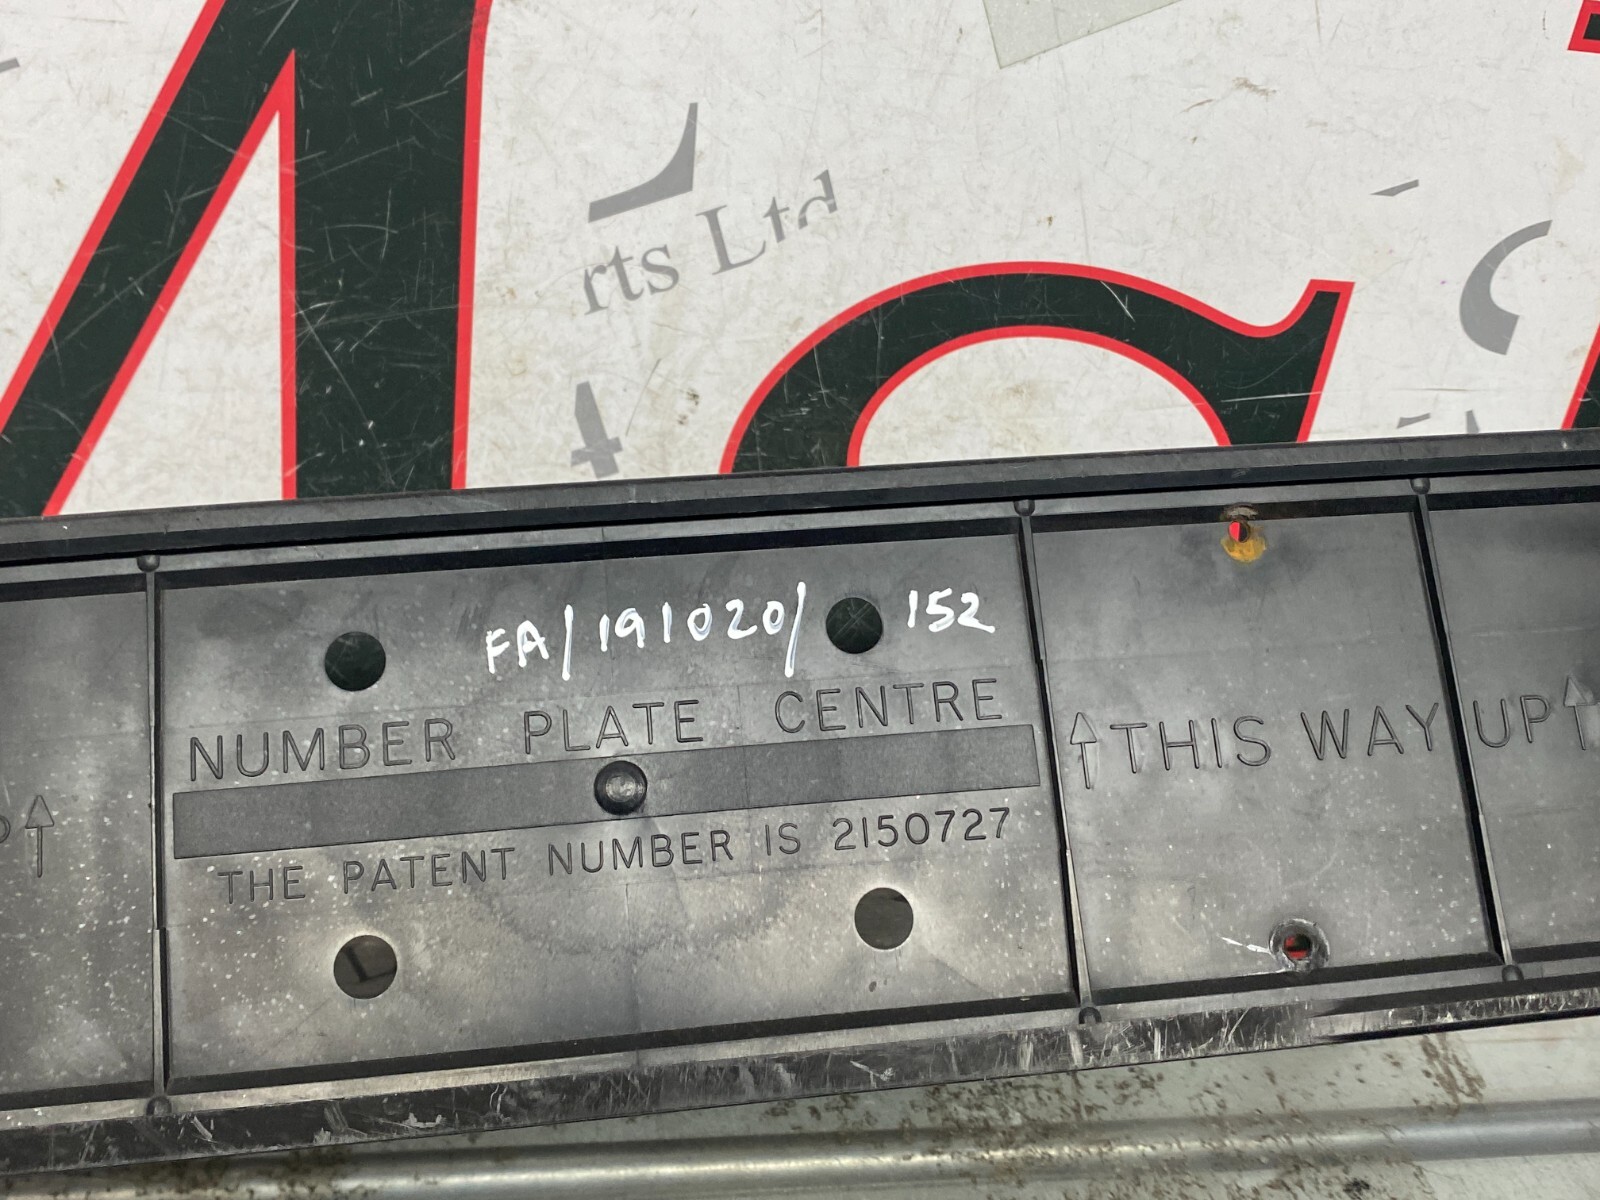 rts Ltd
FA/191020/ 152
NUMBER PLATE CENTRE
↑ THIS WAY UP ↑
P ↑
THE PATENT NUMBER IS 2150727